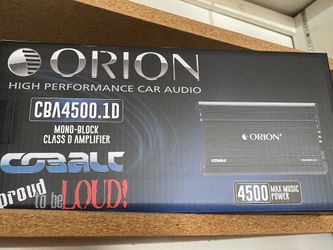 ORION
HIGH PERFORMANCE CAR AUDIO
CBA4500.1D
MONO-BLOCK
CLASS D AMPLIFIER
COBALT
proud to be LOUD!
ORION
COBALT
4500 MAX MUSIC
POWER